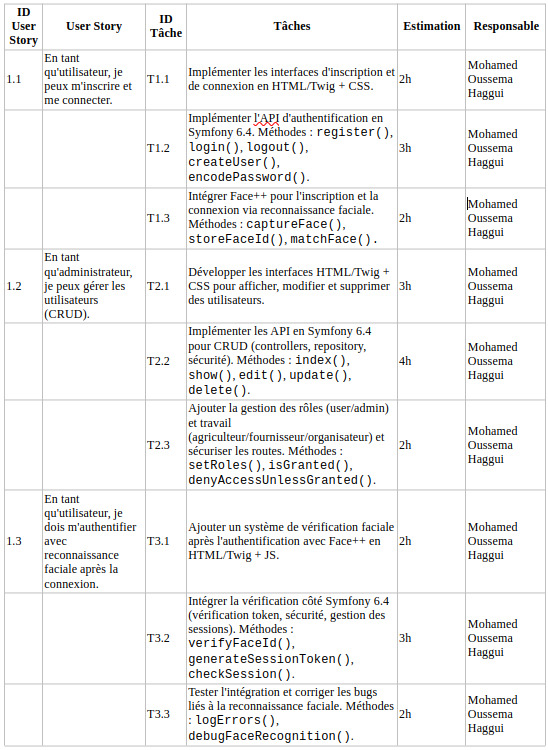 ID
User
Story
User Story
ID
Tâche
Tâches
Estimation
Responsable
1.1
En tant
qu'utilisateur, je
peux m'inscrire et
me connecter.
T1.1
Implémenter les interfaces d'inscription et
de connexion en HTML/Twig + CSS.
2h
Mohamed
Oussema
Haggui
T1.2
Implémenter l'API d'authentification en
Symfony 6.4. Méthodes : register(),
login(), logout(),
createUser(),
encodePassword().
3h
Mohamed
Oussema
Haggui
T1.3
Intégrer Face++ pour l'inscription et la
connexion via reconnaissance faciale.
Méthodes : captureFace(),
storeFaceId(), matchFace().
2h
Mohamed
Oussema
Haggui
1.2
En tant
qu'administrateur,
je peux gérer les
utilisateurs
(CRUD).
T2.1
Développer les interfaces HTML/Twig +
CSS pour afficher, modifier et supprimer
des utilisateurs.
3h
Mohamed
Oussema
Haggui
T2.2
Implémenter les API en Symfony 6.4
pour CRUD (controllers, repository,
sécurité). Méthodes : index(),
show(), edit(), update(),
delete().
4h
Mohamed
Oussema
Haggui
T2.3
Ajouter la gestion des rôles (user/admin)
et travail
(agriculteur/fournisseur/organisateur) et
sécuriser les routes. Méthodes :
setRoles(), isGranted(),
denyAccessUnlessGranted().
2h
Mohamed
Oussema
Haggui
1.3
En tant
qu'utilisateur, je
dois m'authentifier
avec
reconnaissance
faciale après la
connexion.
T3.1
Ajouter un système de vérification faciale
après l'authentification avec Face++ en
HTML/Twig + JS.
2h
Mohamed
Oussema
Haggui
T3.2
Intégrer la vérification côté Symfony 6.4
(vérification token, sécurité, gestion des
sessions). Méthodes :
verifyFaceId(),
generateSessionToken(),
checkSession().
3h
Mohamed
Oussema
Haggui
T3.3
Tester l'intégration et corriger les bugs
liés à la reconnaissance faciale. Méthodes
: logErrors(),
debugFaceRecognition().
2h
Mohamed
Oussema
Haggui